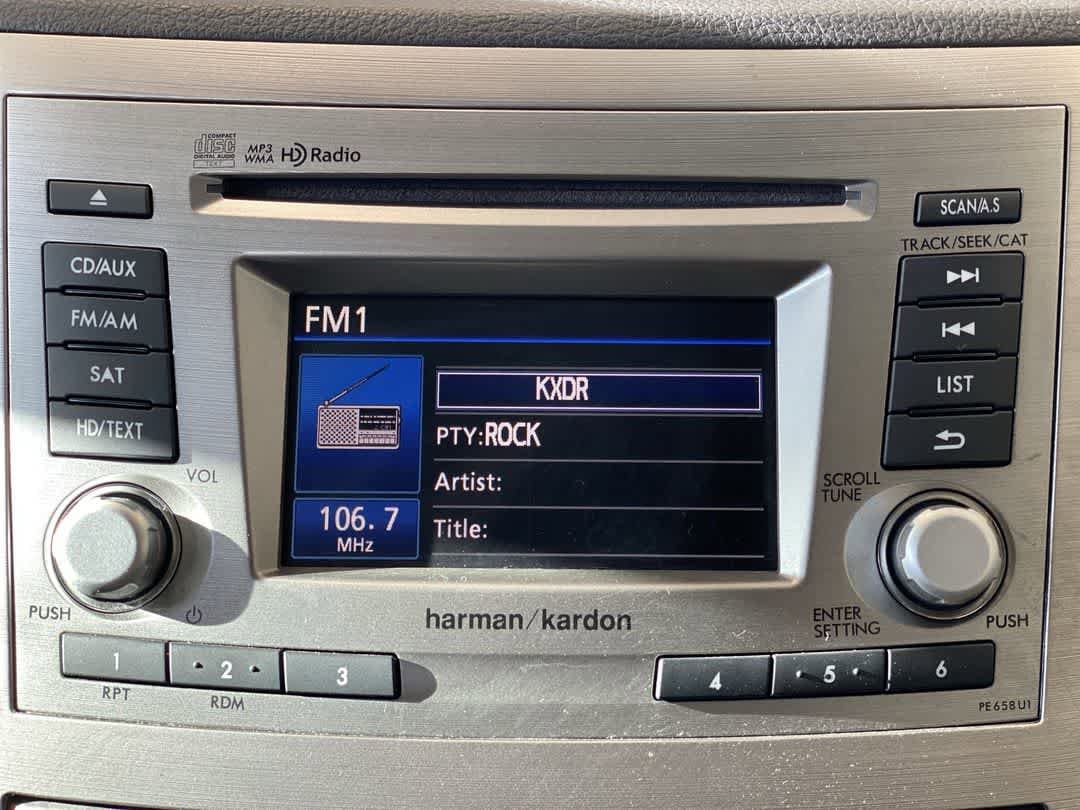 COMPACT
disc
DIGITAL AUDIO
TEXT
MP3
WMA
HD Radio
SCAN/A.S
TRACK/SEEK/CAT
CD/AUX
FM/AM
SAT
HD/TEXT
LIST
FM1
KXDR
PTY:ROCK
Artist:
106.7
MHz
Title:
VOL
SCROLL
TUNE
PUSH
harman/kardon
ENTER
SETTING
PUSH
1
2
3
4
5
6
RPT
RDM
PE658U1